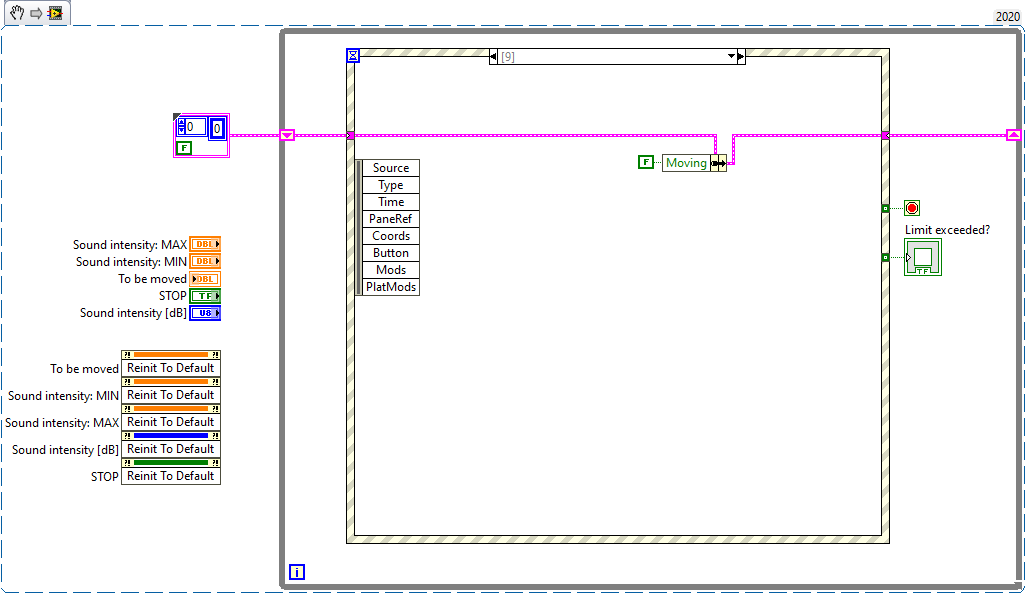 2020
[9]
0
0
F
F
Moving
Source
Type
Time
PaneRef
Coords
Button
Mods
PlatMods
Limit exceeded?
TF
Sound intensity: MAX DBL
Sound intensity: MIN DBL
To be moved DBL
STOP TF
Sound intensity [dB] U8
?! ?!
To be moved Reinit To Default
?! ?!
Sound intensity: MIN Reinit To Default
?! ?!
Sound intensity: MAX Reinit To Default
?! ?!
Sound intensity [dB] Reinit To Default
?! ?!
STOP Reinit To Default
i